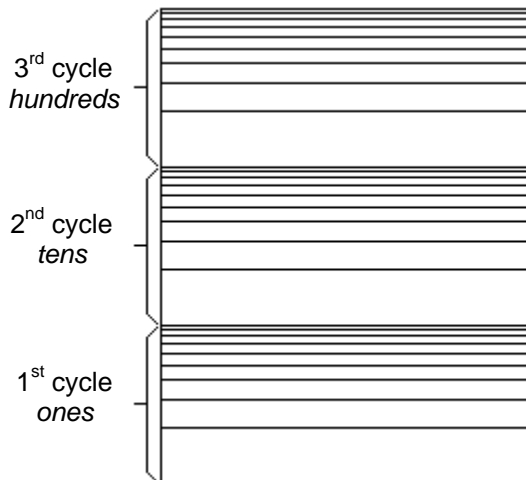 3rd cycle
hundreds
2nd cycle
tens
1st cycle
ones